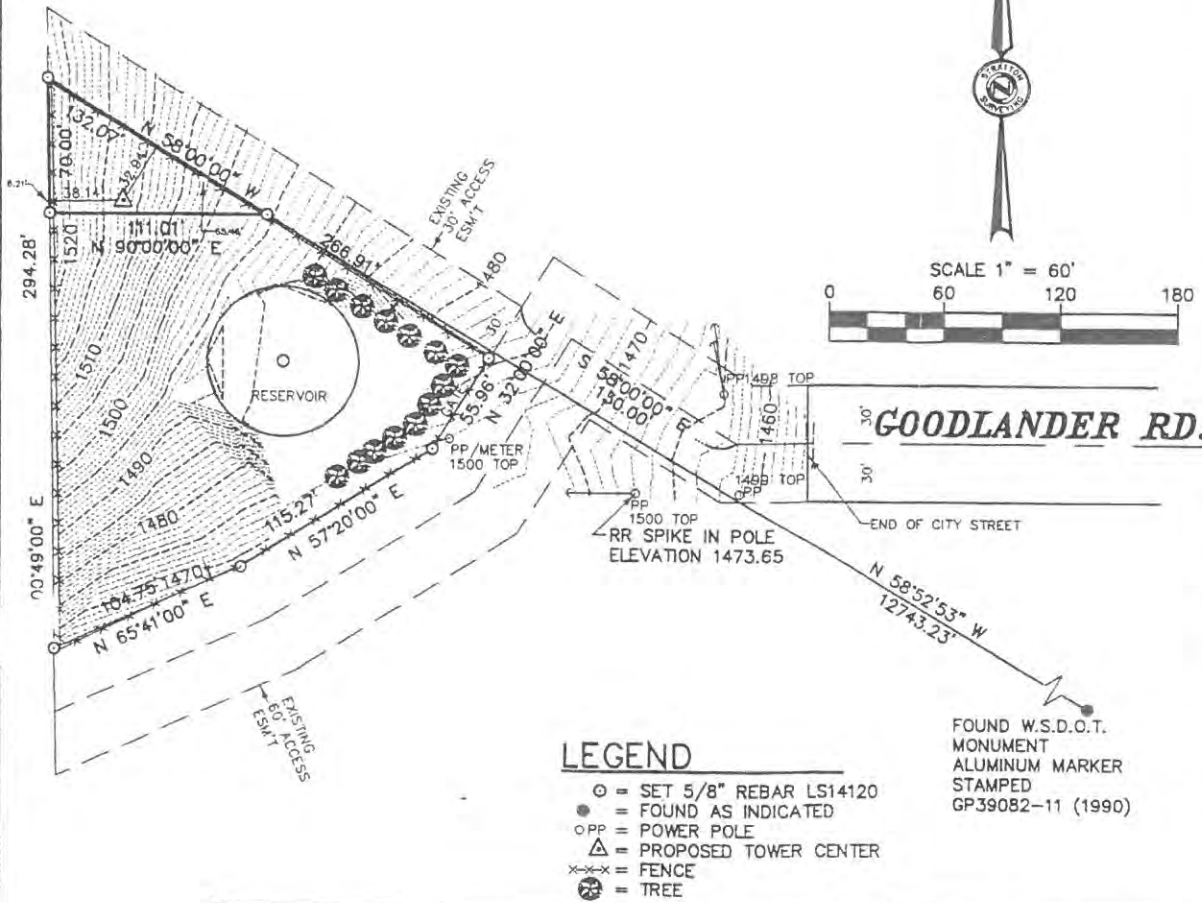 STRATTON
N
SURVEYING
SCALE 1" = 60'
0 60 120 180
132.07'
N 58°00'00" W
70.00'
32.94'
8.21'
38.14'
111.01'
N 90°00'00" E
1520
294.28'
266.91'
EXISTING
30' ACCESS
ESM'T
1480
30'
N 32°00'00" E
55.96'
GATE
RESERVOIR
1510
1500
1490
1480
1470
S 58°00'00" E
130.00'
PP1498 TOP
1460
30'
GOODLANDER RD.
30'
PP/METER
1500 TOP
1499 TOP
PP
PP
1500 TOP
RR SPIKE IN POLE
ELEVATION 1473.65
END OF CITY STREET
115.27'
N 57°20'00" E
00°49'00" E
104.75
1470
N 65°41'00" E
N 58°52'53" W
12743.23'
EXISTING
60' ACCESS
ESM'T
FOUND W.S.D.O.T.
MONUMENT
ALUMINUM MARKER
STAMPED
GP39082-11 (1990)
LEGEND
= SET 5/8" REBAR LS14120
= FOUND AS INDICATED
PP = POWER POLE
= PROPOSED TOWER CENTER
x-x-x = FENCE
= TREE